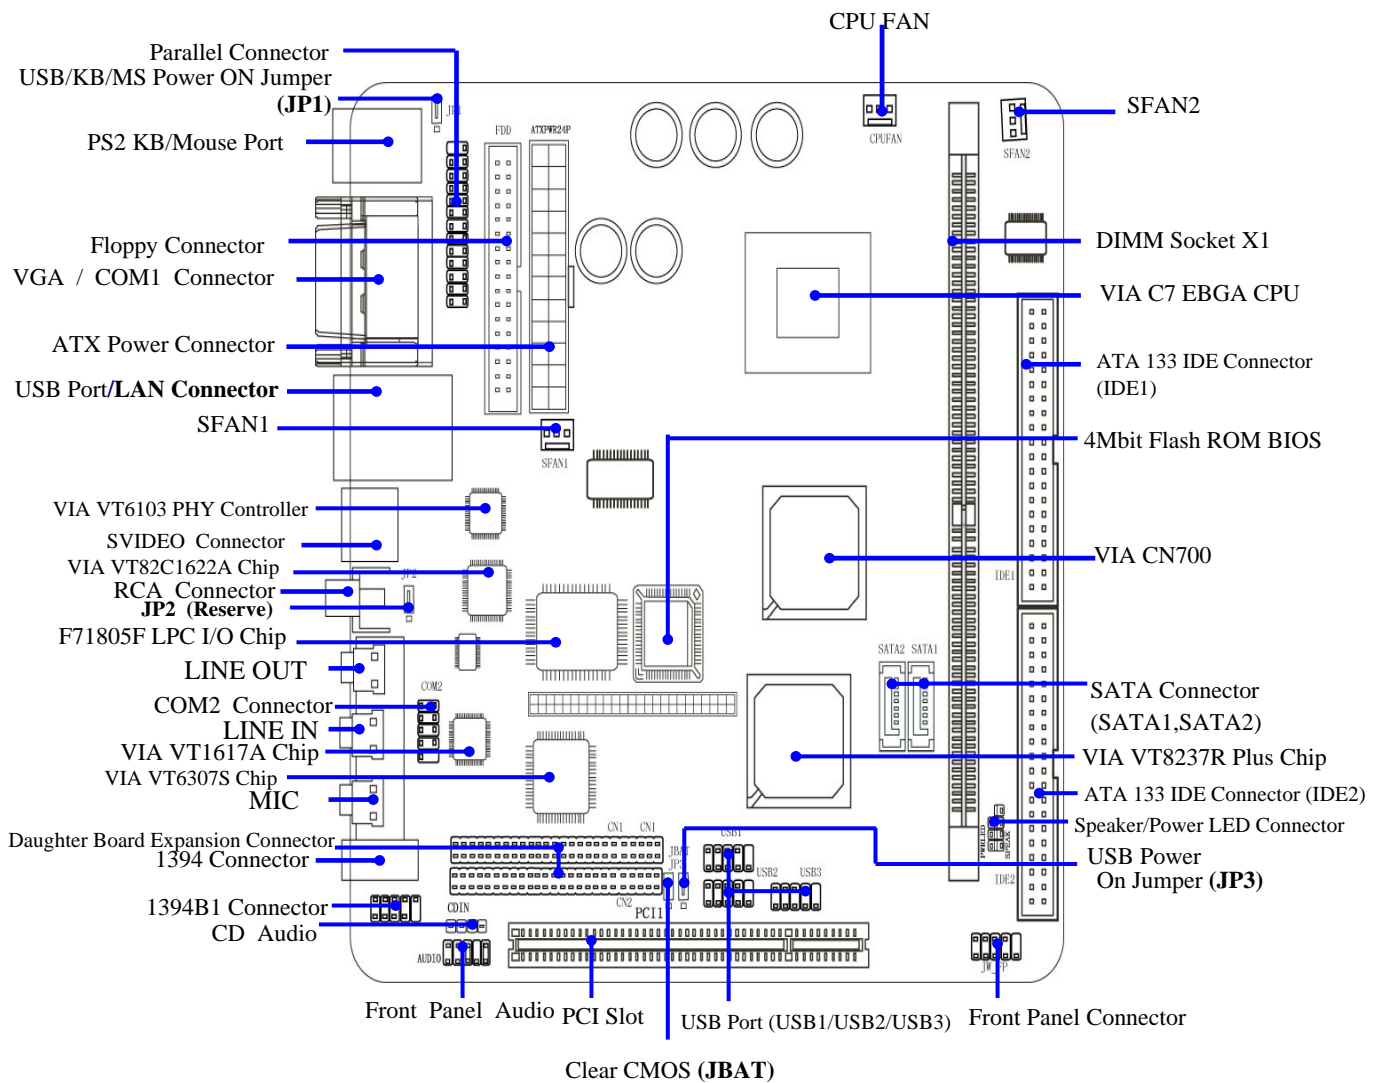 CPU FAN
Parallel Connector
USB/KB/MS Power ON Jumper
(JP1)
PS2 KB/Mouse Port
Floppy Connector
VGA / COM1 Connector
ATX Power Connector
USB Port/LAN Connector
SFAN1
VIA VT6103 PHY Controller
SVIDEO Connector
VIA VT82C1622A Chip
RCA Connector
JP2 (Reserve)
F71805F LPC I/O Chip
LINE OUT
COM2 Connector
LINE IN
VIA VT1617A Chip
VIA VT6307S Chip
MIC
Daughter Board Expansion Connector
1394 Connector
1394B1 Connector
CD Audio
Front Panel Audio
PCI Slot
Clear CMOS (JBAT)
USB Port (USB1/USB2/USB3)
Front Panel Connector
SFAN2
DIMM Socket X1
VIA C7 EBGA CPU
ATA 133 IDE Connector
(IDE1)
4Mbit Flash ROM BIOS
VIA CN700
SATA Connector
(SATA1,SATA2)
VIA VT8237R Plus Chip
ATA 133 IDE Connector (IDE2)
Speaker/Power LED Connector
USB Power
On Jumper (JP3)
JP1
FDD
ATXPWR24P
CPUFAN
SFAN2
SFAN1
JP2
IDE1
SATA2
SATA1
COM2
CN1
CN1
CN2
JBAT
JP3
USB1
USB2
USB3
PWRLED
SPEAK
IDE2
CDIN
PCI1
AUDIO
JW_FP